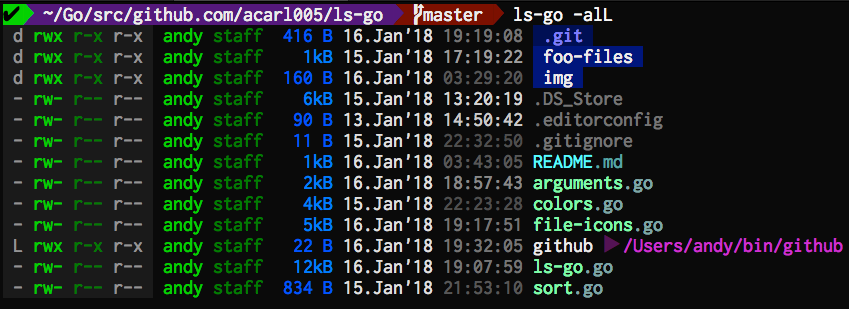 ✔ ~/Go/src/github.com/acarl005/ls-go master ls-go -alL
d rwx r-x r-x andy staff 416 B 16.Jan'18 19:19:08 .git
d rwx r-x r-x andy staff 1kB 15.Jan'18 17:19:22 foo-files
d rwx r-x r-x andy staff 160 B 16.Jan'18 03:29:20 img
- rw- r-- r-- andy staff 6kB 15.Jan'18 13:20:19 .DS_Store
- rw- r-- r-- andy staff 90 B 13.Jan'18 14:50:42 .editorconfig
- rw- r-- r-- andy staff 11 B 15.Jan'18 22:32:50 .gitignore
- rw- r-- r-- andy staff 1kB 16.Jan'18 03:43:05 README.md
- rw- r-- r-- andy staff 2kB 16.Jan'18 18:57:43 arguments.go
- rw- r-- r-- andy staff 4kB 15.Jan'18 22:23:28 colors.go
- rw- r-- r-- andy staff 5kB 16.Jan'18 19:17:51 file-icons.go
L rwx r-x r-x andy staff 22 B 16.Jan'18 19:32:05 github ▶/Users/andy/bin/github
- rw- r-- r-- andy staff 12kB 16.Jan'18 19:07:59 ls-go.go
- rw- r-- r-- andy staff 834 B 15.Jan'18 21:53:10 sort.go